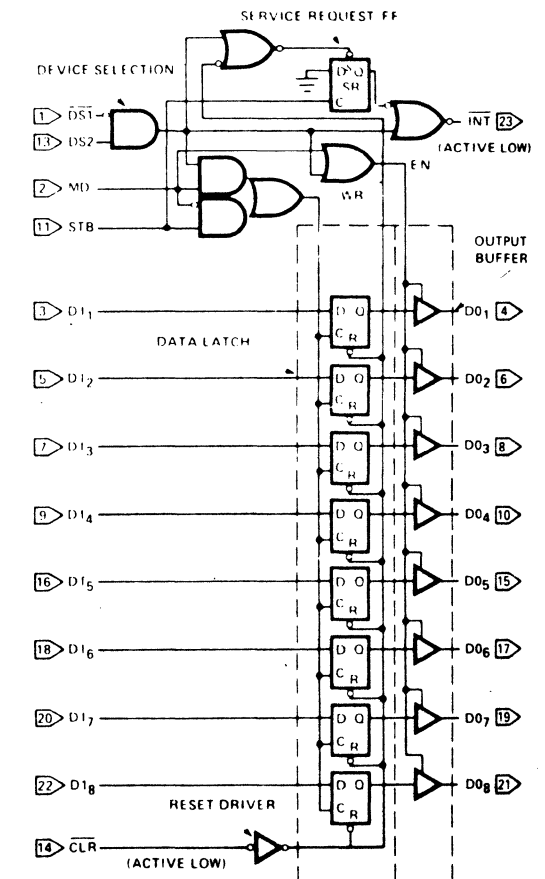 SERVICE REQUEST FF
DEVICE SELECTION
1 DS1
13 DS2
2 MD
11 STB
D Q
SR
C
INT 23
(ACTIVE LOW)
EN
WR
OUTPUT
BUFFER
3 DI1 D Q C R DO1 4
DATA LATCH
5 DI2 D Q C R DO2 6
7 DI3 D Q C R DO3 8
9 DI4 D Q C R DO4 10
16 DI5 D Q C R DO5 15
18 DI6 D Q C R DO6 17
20 DI7 D Q C R DO7 19
22 DI8 D Q C R DO8 21
RESET DRIVER
14 CLR
(ACTIVE LOW)